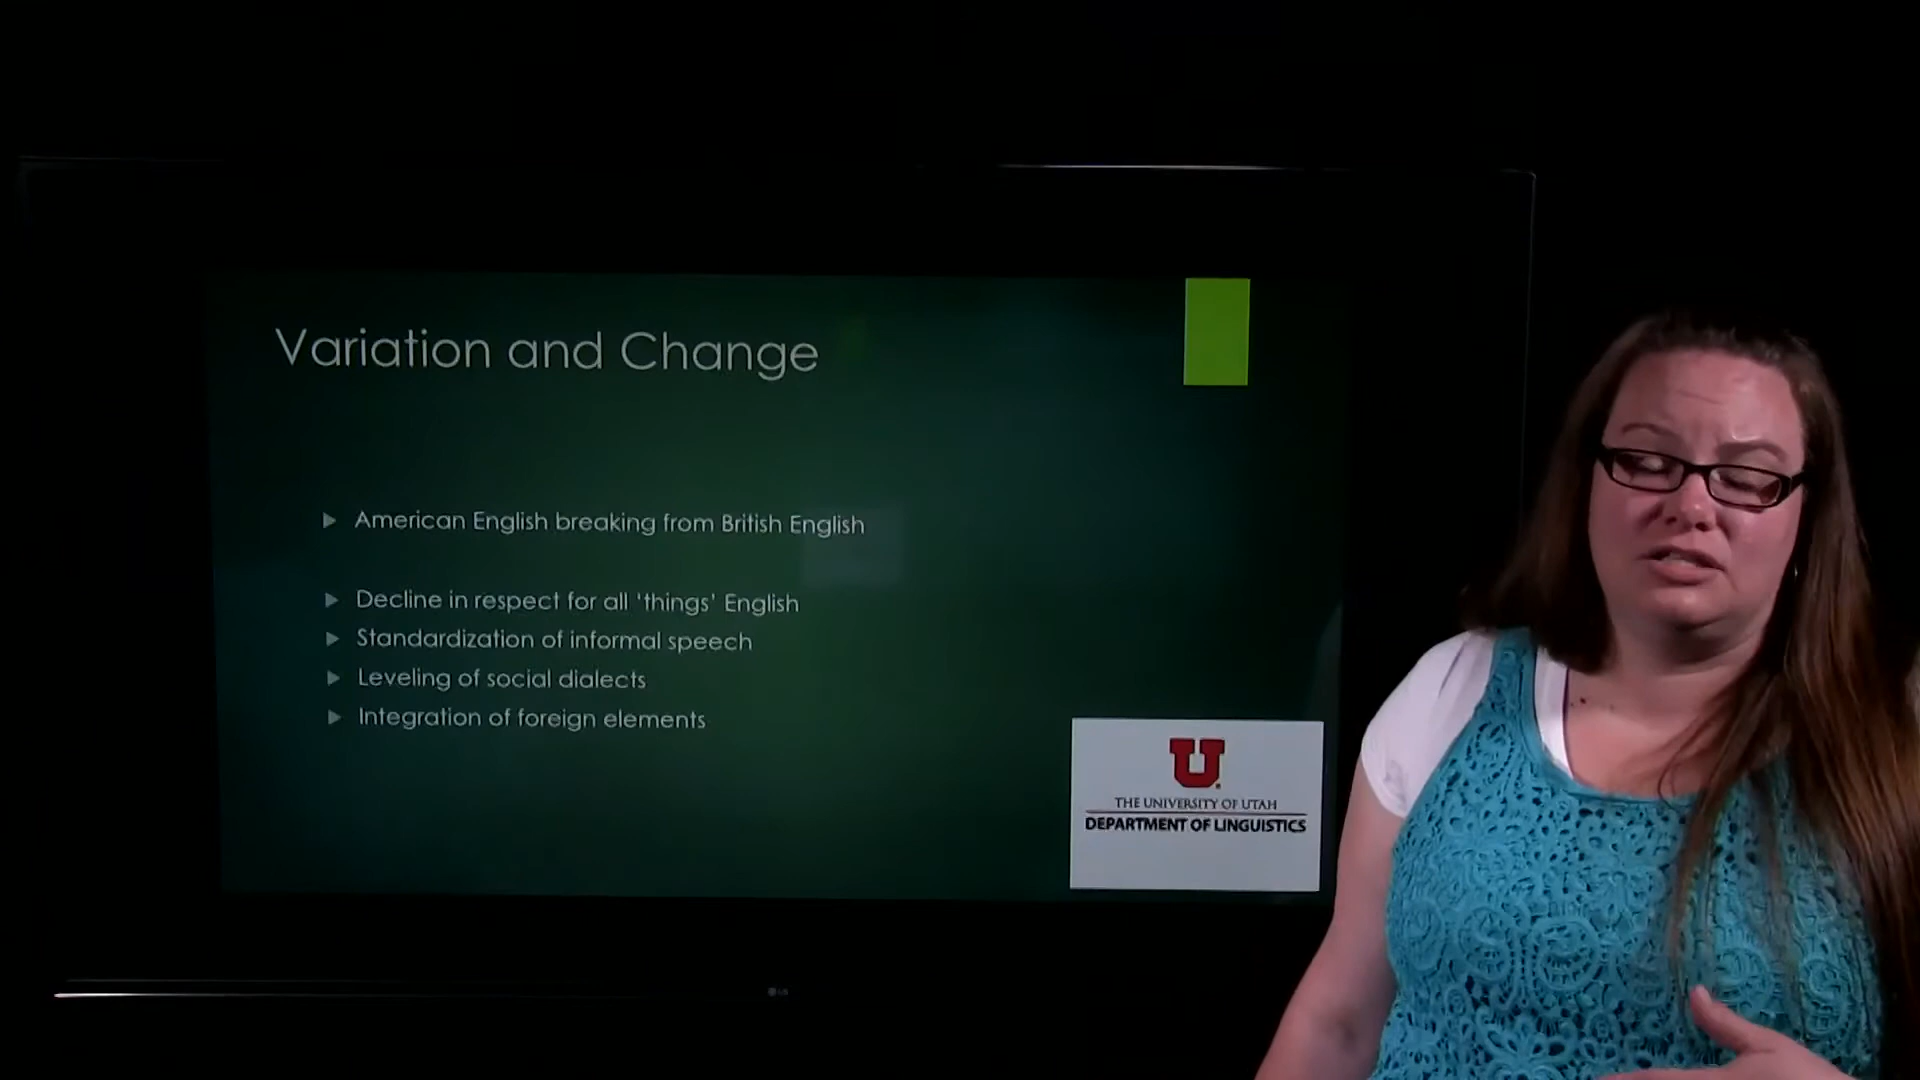 Variation and Change
American English breaking from British English
Decline in respect for all ‘things’ English
Standardization of informal speech
Leveling of social dialects
Integration of foreign elements
U
THE UNIVERSITY OF UTAH
DEPARTMENT OF LINGUISTICS
LG